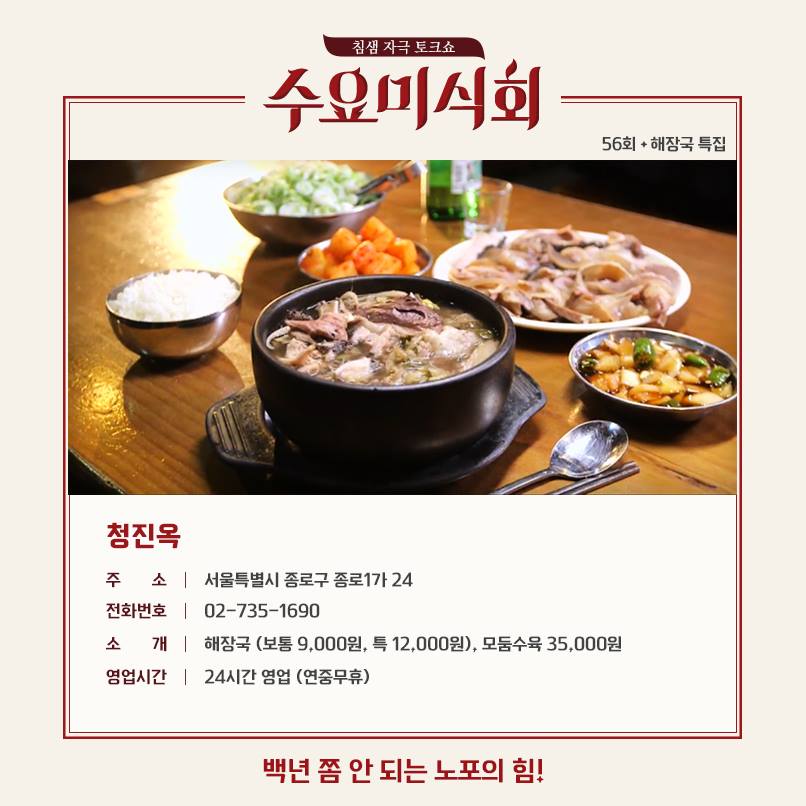 침샘 자극 토크쇼
수요미식회
56회 + 해장국 특집
청진옥
주 소 | 서울특별시 종로구 종로1가 24
전화번호 | 02-735-1690
소 개 | 해장국 (보통 9,000원, 특 12,000원), 모둠수육 35,000원
영업시간 | 24시간 영업 (연중무휴)
백년 쫌 안 되는 노포의 힘!